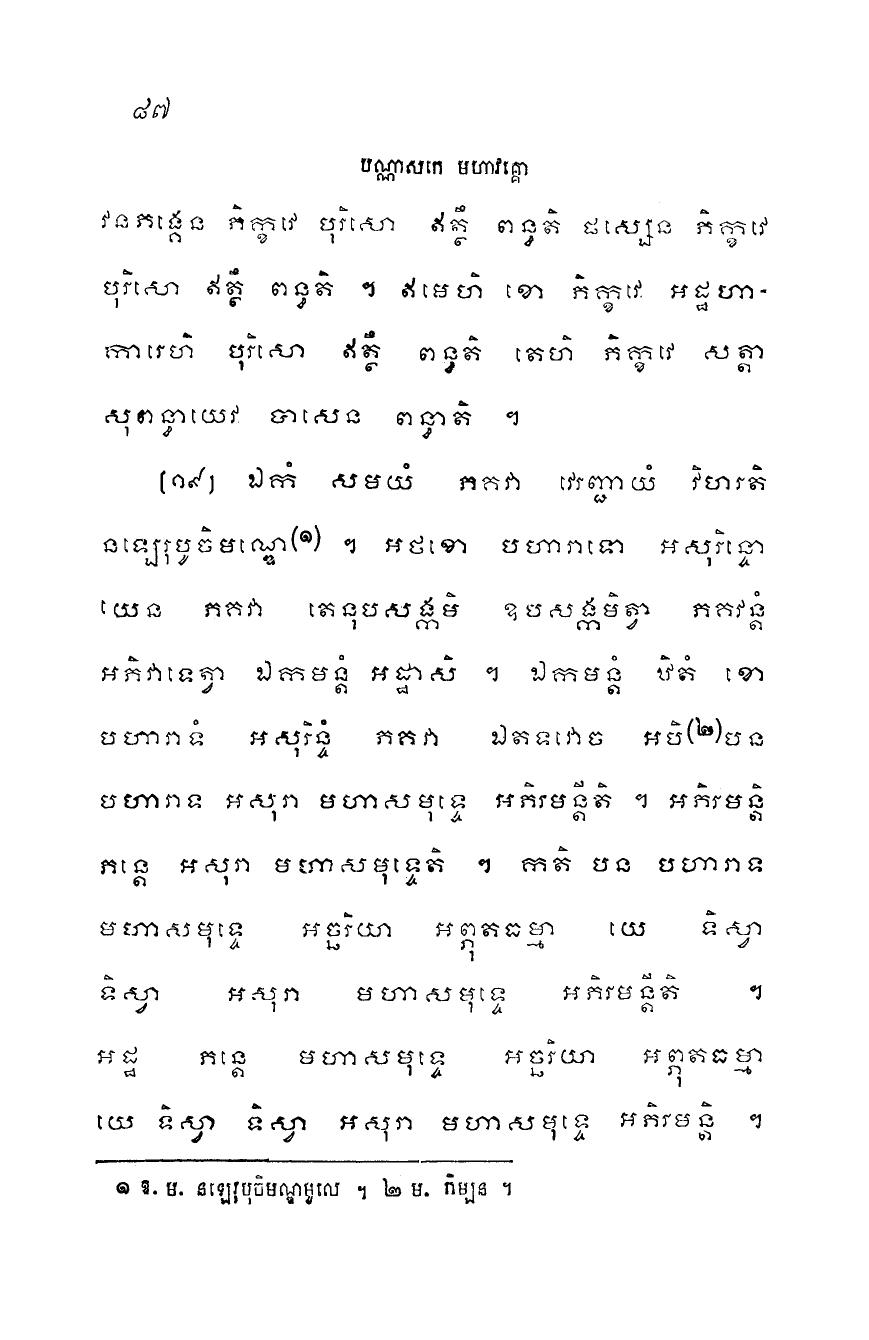 ៨៧
បណ្ណាសកេ មហាវគ្គោ
វនភង្គេន ភិក្ខវេ បុរិសោ ឥត្ថឹ ពន្ធតិ ផស្សេន ភិក្ខវេ
បុរិសោ ឥត្ថឹ ពន្ធតិ ។ ឥមេហិ ខោ ភិក្ខវេ អដ្ឋហា-
ការេហិ បុរិសោ ឥត្ថឹ ពន្ធតិ តេហិ ភិក្ខវេ សត្តា
សុពន្ធាយេវ បាសេន ពន្ធាតិ ។
[១៩] ឯកំ សមយំ ភគវា វេរញ្ជាយំ វិហរតិ
នឡេរុបូចិមណ្ឌេ(១) ។ អថខោ បហារាទោ អសុរិន្ទោ
យេន ភគវា តេនុបសង្កមិ ឧបសង្កមិត្វា ភគវន្តំ
អភិវាទេត្វា ឯកមន្តំ អដ្ឋាសិ ។ ឯកមន្តំ ឋិតំ ខោ
បហារាទំ អសុរិន្ទំ ភគវា ឯតទវោច អបិ(២)បន
បហារាទ អសុរា មហាសមុទ្ទេ អភិរមន្តីតិ ។ អភិរមន្តិ
ភន្តេ អសុរា មហាសមុទ្ទេតិ ។ កតិ បន បហារាទ
មហាសមុទ្ទេ អច្ឆរិយា អព្ភុតធម្មា យេ ទិស្វា
ទិស្វា អសុរា មហាសមុទ្ទេ អភិរមន្តីតិ ។
អដ្ឋ ភន្តេ មហាសមុទ្ទេ អច្ឆរិយា អព្ភុតធម្មា
យេ ទិស្វា ទិស្វា អសុរា មហាសមុទ្ទេ អភិរមន្តិ ។
១ ឱ. ម. នឡេរុបុចិមណ្ឌមូលេ ។ ២ ម. កិម្បន ។